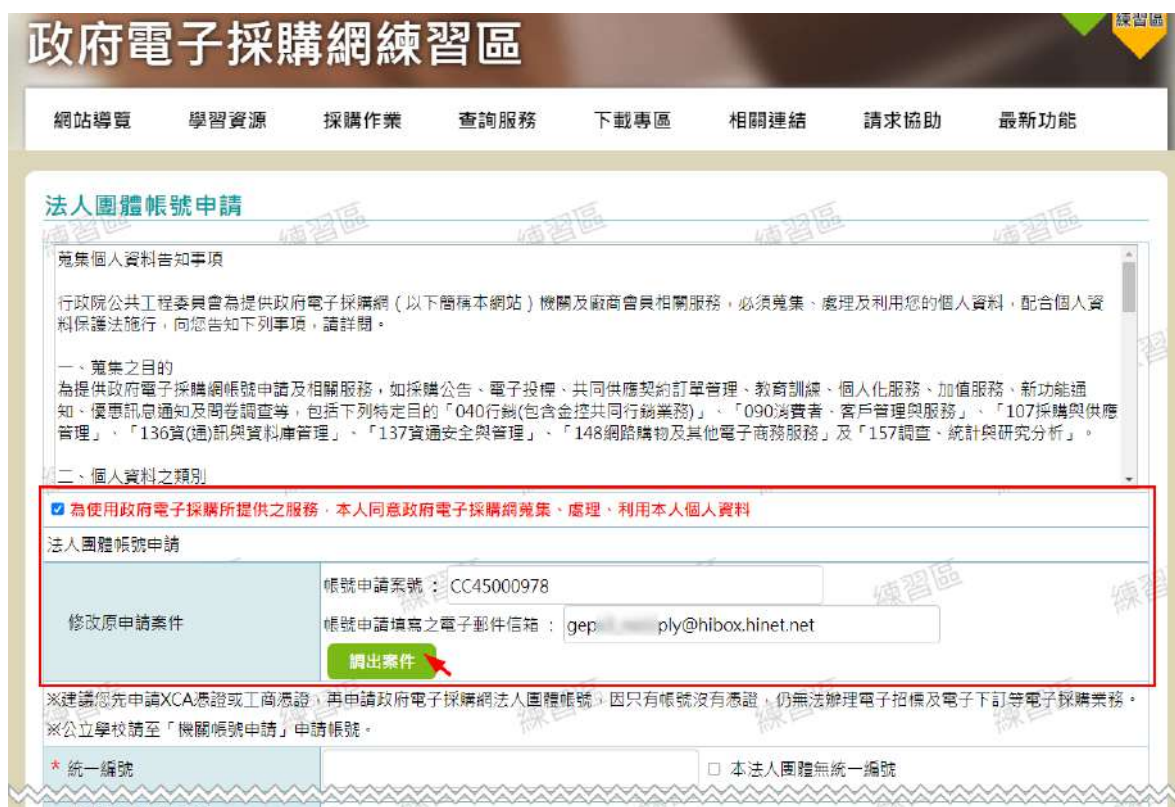 練習區
政府電子採購網練習區
網站導覽 學習資源 採購作業 查詢服務 下載專區 相關連結 請求協助 最新功能
法人團體帳號申請
蒐集個人資料告知事項
行政院公共工程委員會為提供政府電子採購網(以下簡稱本網站)機關及廠商會員相關服務,必須蒐集、處理及利用您的個人資料,配合個人資
料保護法施行,向您告知下列事項,請詳閱。
一、蒐集之目的
為提供政府電子採購網帳號申請及相關服務,如採購公告、電子投標、共同供應契約訂單管理、教育訓練、個人化服務、加值服務、新功能通
知、優惠訊息通知及問卷調查等,包括下列特定目的「040行銷(包含金控共同行銷業務)」、「090消費者、客戶管理與服務」、「107採購與供應
管理」、「136資(通)訊與資料庫管理」、「137資通安全與管理」、「148網路購物及其他電子商務服務」及「157調查、統計與研究分析」。
二、個人資料之類別
為使用政府電子採購所提供之服務,本人同意政府電子採購網蒐集、處理、利用本人個人資料
法人團體帳號申請
修改原申請案件
帳號申請案號 : CC45000978
帳號申請填寫之電子郵件信箱 : gep ply@hibox.hinet.net
調出案件
※建議您先申請XCA憑證或工商憑證,再申請政府電子採購網法人團體帳號,因只有帳號沒有憑證,仍無法辦理電子招標及電子下訂等電子採購業務。
※公立學校請至「機關帳號申請」申請帳號。
* 統一編號 本法人團體無統一編號